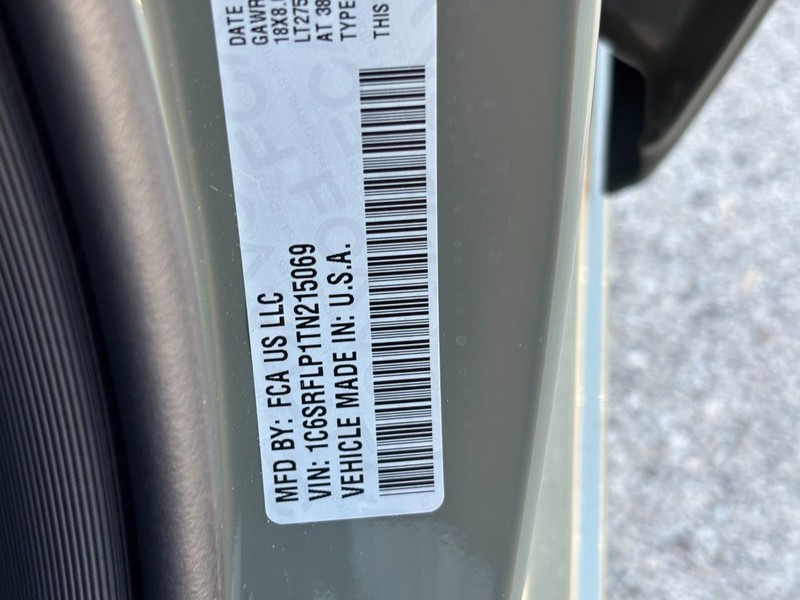 MFD BY: FCA US LLC
VIN: 1C6SRFLP1TN215069
VEHICLE MADE IN: U.S.A.
DATE
GAWR
18X8.
LT275
AT 38
TYPE
THIS